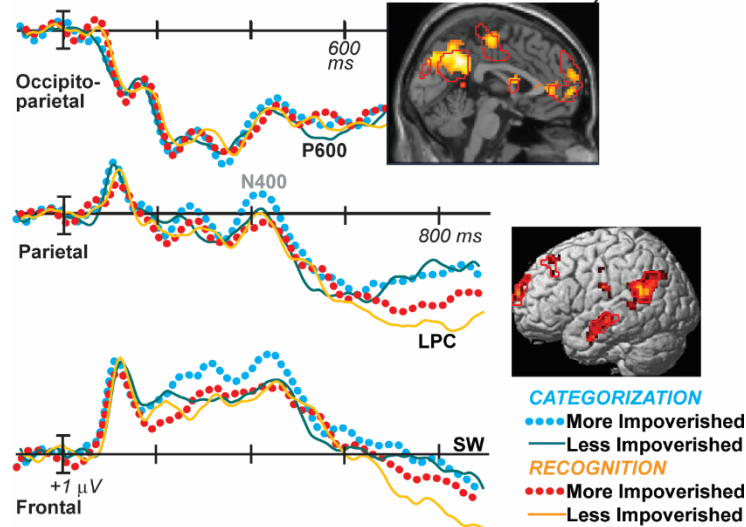 600
ms
Occipito-
parietal
P600
N400
Parietal
800 ms
LPC
CATEGORIZATION
More Impoverished
Less Impoverished
SW
RECOGNITION
More Impoverished
+1 µV
Frontal
Less Impoverished